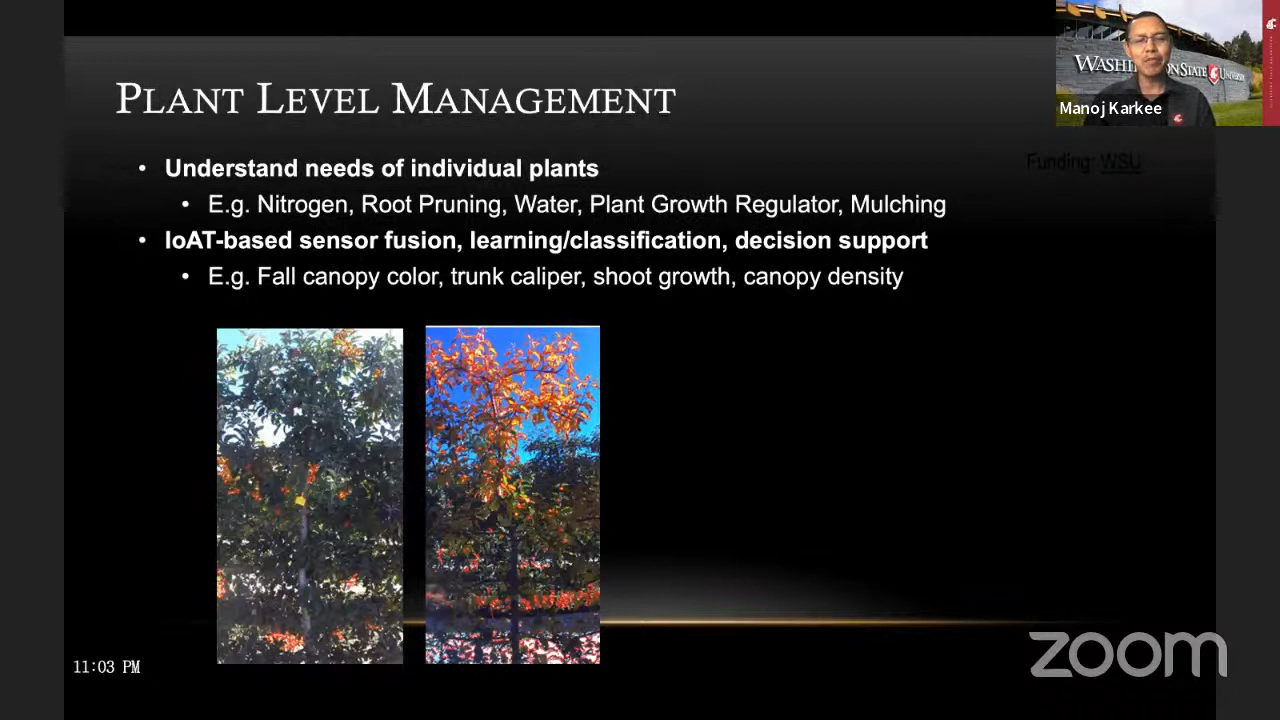 WASHINGTON STATE UNIVERSITY
Manoj Karkee
PLANT LEVEL MANAGEMENT
Funding: WSU
• Understand needs of individual plants
• E.g. Nitrogen, Root Pruning, Water, Plant Growth Regulator, Mulching
• IoAT-based sensor fusion, learning/classification, decision support
• E.g. Fall canopy color, trunk caliper, shoot growth, canopy density
11:03 PM
zoom